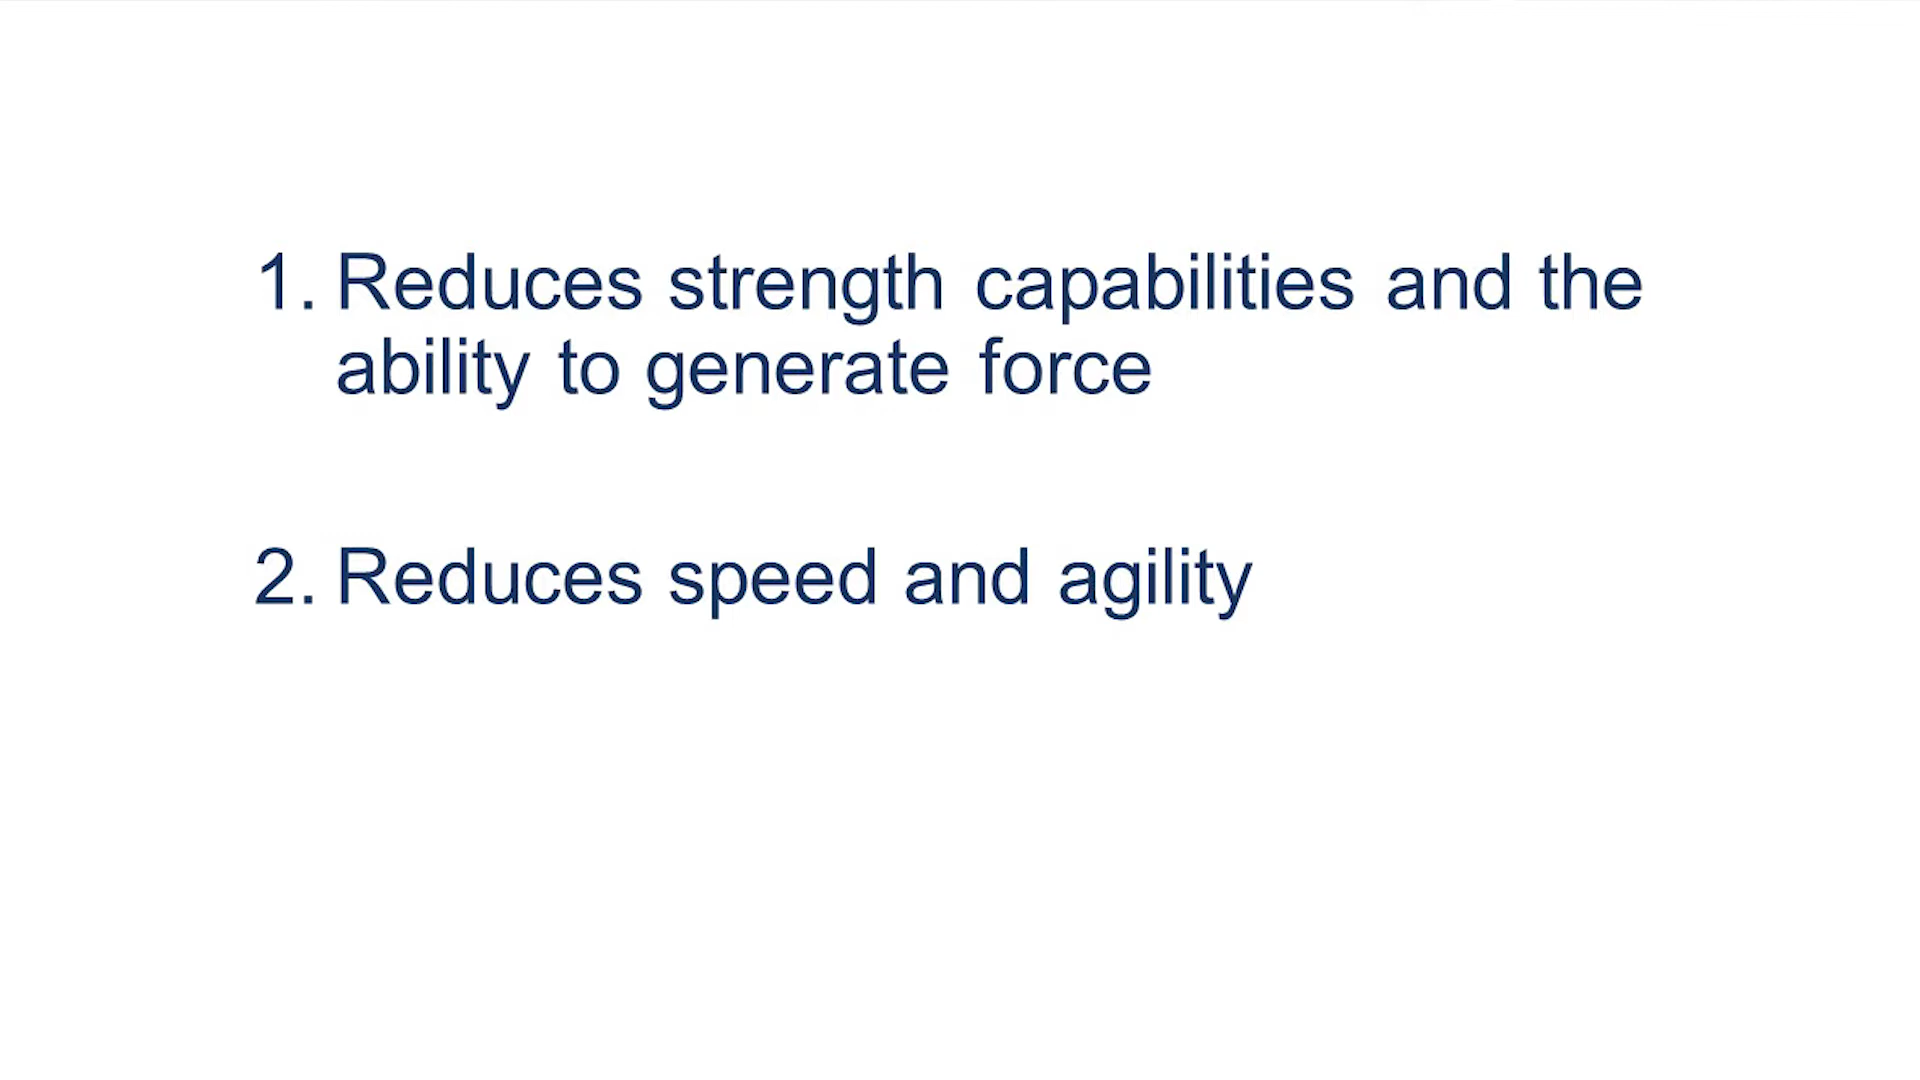 1. Reduces strength capabilities and the
ability to generate force
2. Reduces speed and agility